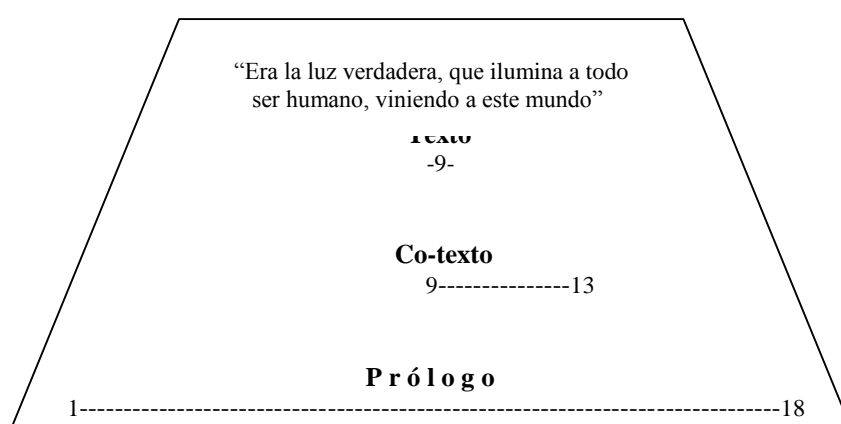 “Era la luz verdadera, que ilumina a todo
ser humano, viniendo a este mundo”
Texto
-9-
Co-texto
9---------------13
P r ó l o g o
1--------------------------------------------------------------------------------18